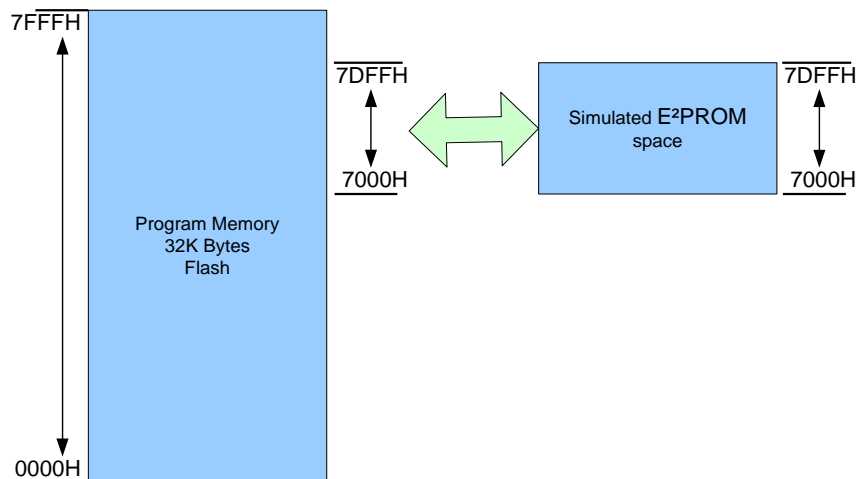 7FFFH
7DFFH
7000H
Program Memory
32K Bytes
Flash
0000H
Simulated E²PROM
space
7DFFH
7000H